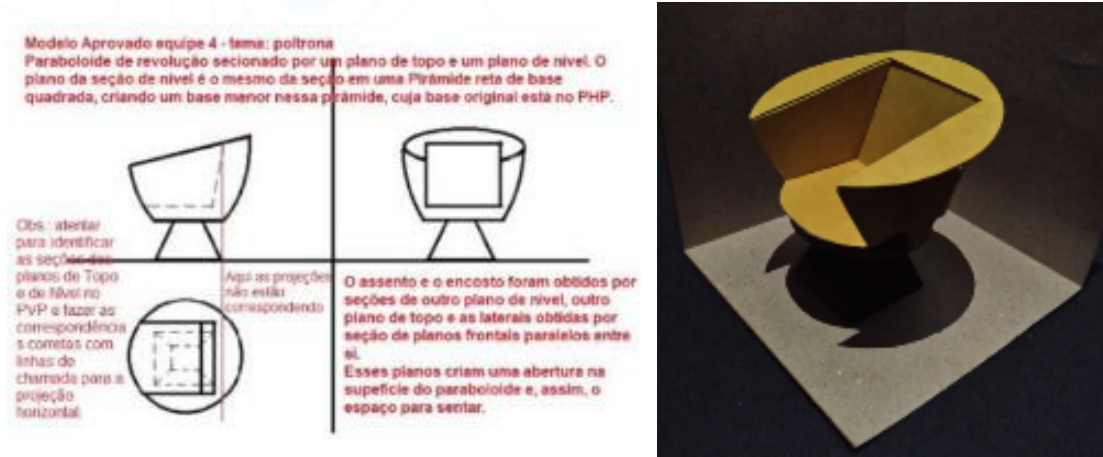 Modelo Aprovado equipe 4 - tema: poltrona
Paraboloide de revolução secionado por um plano de topo e um plano de nível. O
plano da seção de nível é o mesmo da seção em uma Pirâmide reta de base
quadrada, criando um base menor nessa pirâmide, cuja base original está no PHP.
Obs.: atentar
para identificar
as seções dos
planos de Topo
e de Nível no
PVP e fazer as
correspondência
s corretas com
linhas de
chamada para a
projeção
horizontal
Aqui as projeções
não estão
correspondendo
O assento e o encosto foram obtidos por
seções de outro plano de nível, outro
plano de topo e as laterais obtidas por
seção de planos frontais paralelos entre
si.
Esses planos criam uma abertura na
supefície do paraboloide e, assim, o
espaço para sentar.